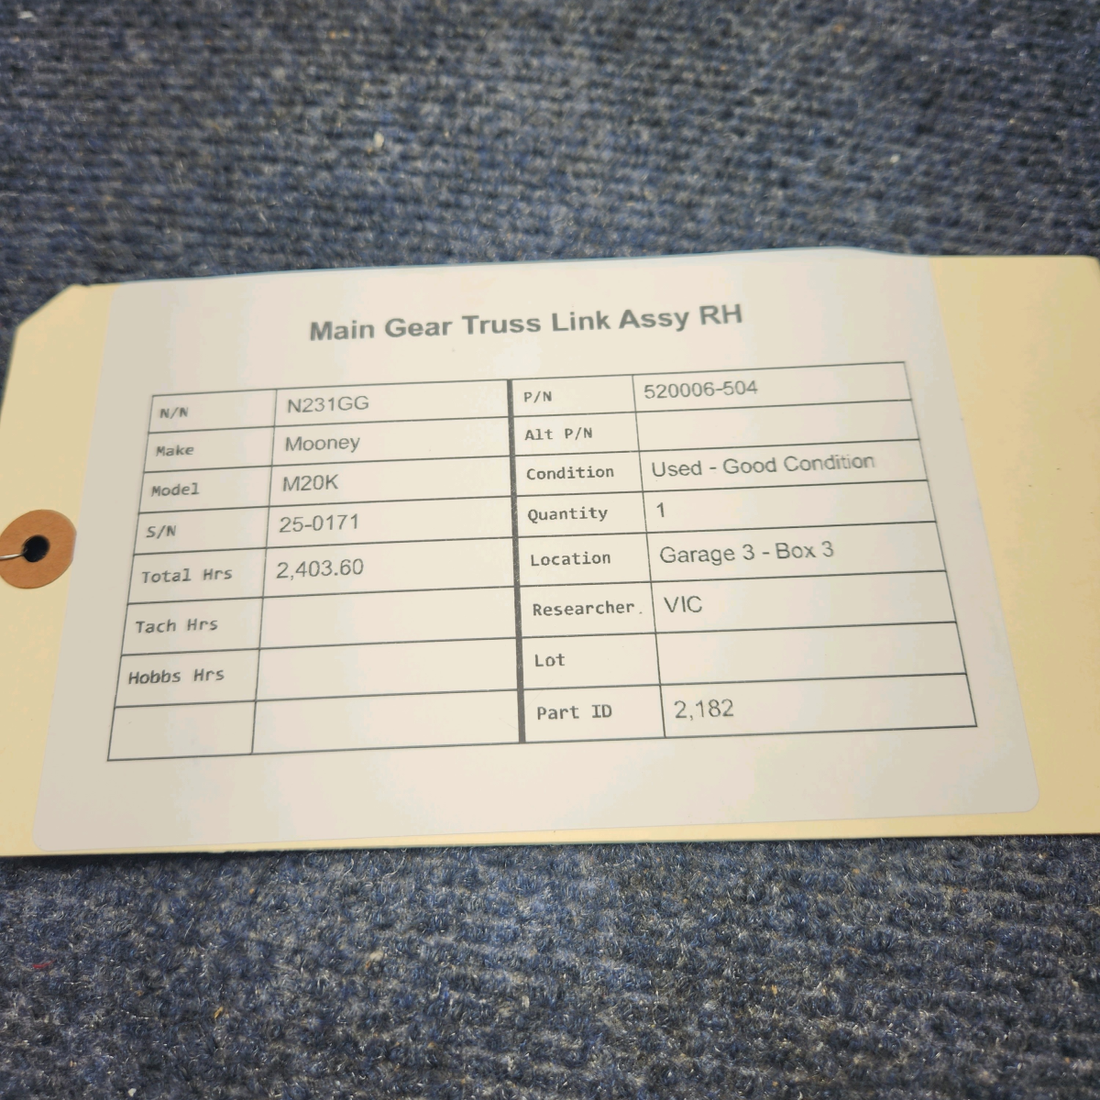 Main Gear Truss Link Assy RH
N/N N231GG P/N 520006-504
Make Mooney Alt P/N
Model M20K Condition Used - Good Condition
S/N 25-0171 Quantity 1
Total Hrs 2,403.60 Location Garage 3 - Box 3
Tach Hrs Researcher. VIC
Hobbs Hrs Lot
Part ID 2,182